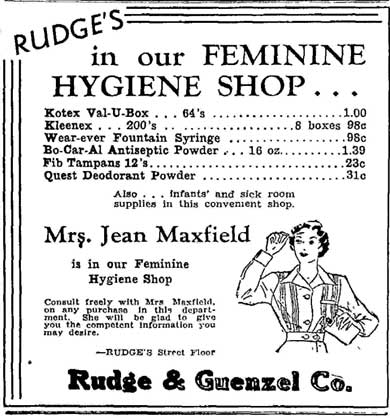 RUDGE'S
in our FEMININE
HYGIENE SHOP...
Kotex Val-U-Box . . . 64's ....................1.00
Kleenex . . . 200's .....................8 boxes 98c
Wear-ever Fountain Syringe ...................98c
Bo-Car-Al Antiseptic Powder . . . 16 oz..........1.39
Fib Tampans 12's.............................23c
Quest Deodorant Powder ......................31c
Also . . . infants' and sick room
supplies in this convenient shop.
Mrs. Jean Maxfield
is in our Feminine
Hygiene Shop
Consult freely with Mrs Maxfield,
on any purchase in this depart-
ment. She will be glad to give
you the competent information you
may desire.
—RUDGE'S Street Floor
Rudge & Guenzel Co.